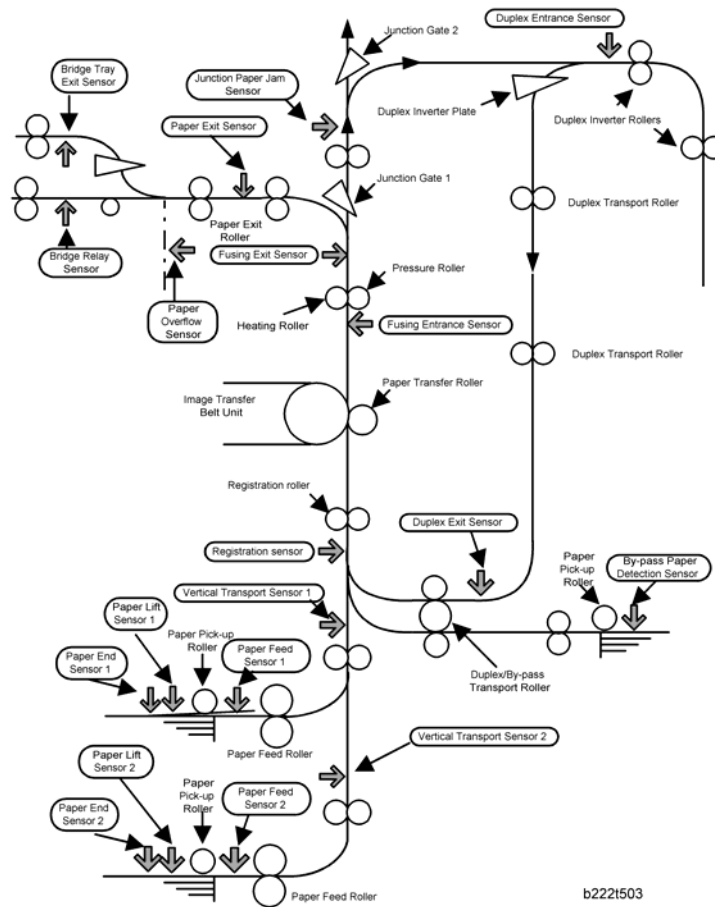 Junction Gate 2
Duplex Entrance Sensor
Bridge Tray
Exit Sensor
Junction Paper Jam
Sensor
Duplex Inverter Plate
Duplex Inverter Rollers
Paper Exit Sensor
Junction Gate 1
Duplex Transport Roller
Paper Exit
Roller
Bridge Relay
Sensor
Fusing Exit Sensor
Pressure Roller
Paper
Overflow
Sensor
Heating Roller
Fusing Entrance Sensor
Duplex Transport Roller
Paper Transfer Roller
Image Transfer
Belt Unit
Registration roller
Duplex Exit Sensor
Registration sensor
Paper
Pick-up
Roller
By-pass Paper
Detection Sensor
Vertical Transport Sensor 1
Paper Lift
Sensor 1
Paper Pick-up
Roller
Paper Feed
Sensor 1
Paper End
Sensor 1
Duplex/By-pass
Transport Roller
Paper Feed Roller
Vertical Transport Sensor 2
Paper Lift
Sensor 2
Paper
Pick-up
Roller
Paper Feed
Sensor 2
Paper End
Sensor 2
Paper Feed Roller
b222t503